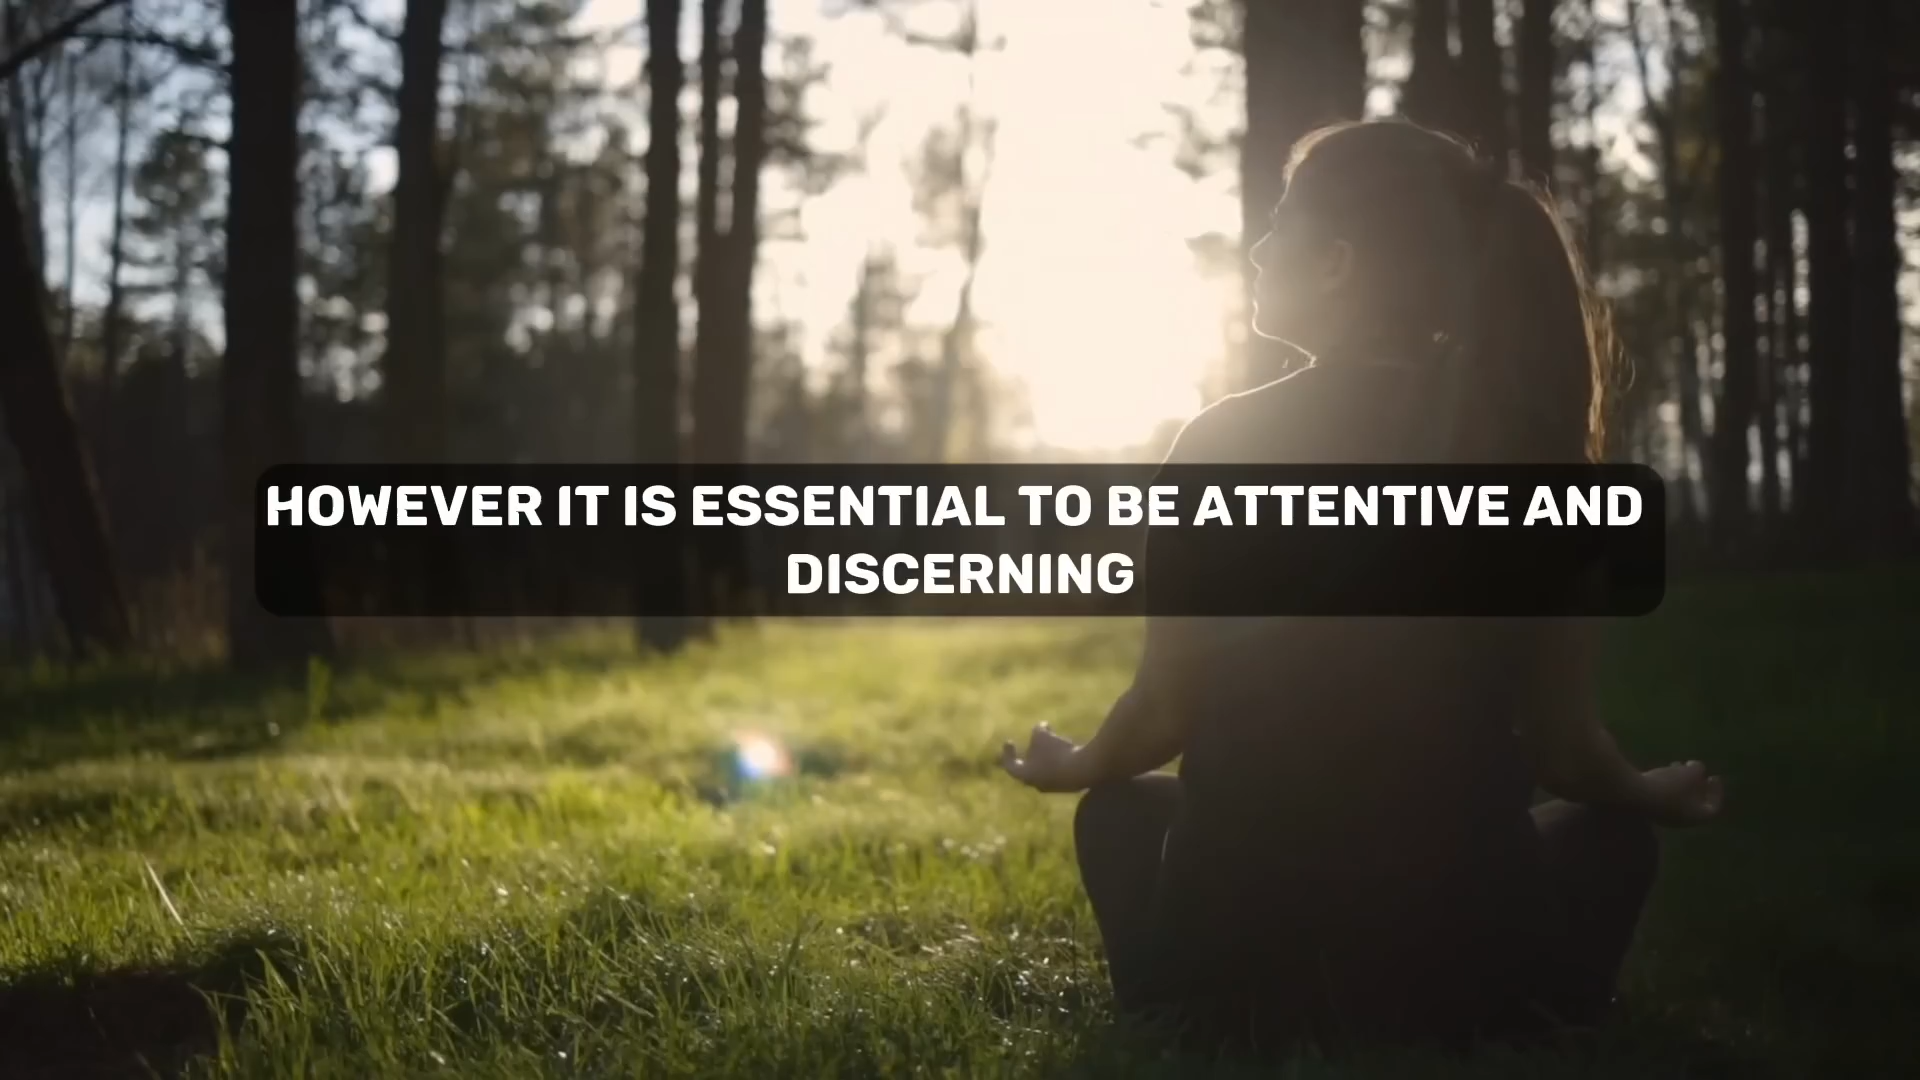 HOWEVER IT IS ESSENTIAL TO BE ATTENTIVE AND
DISCERNING